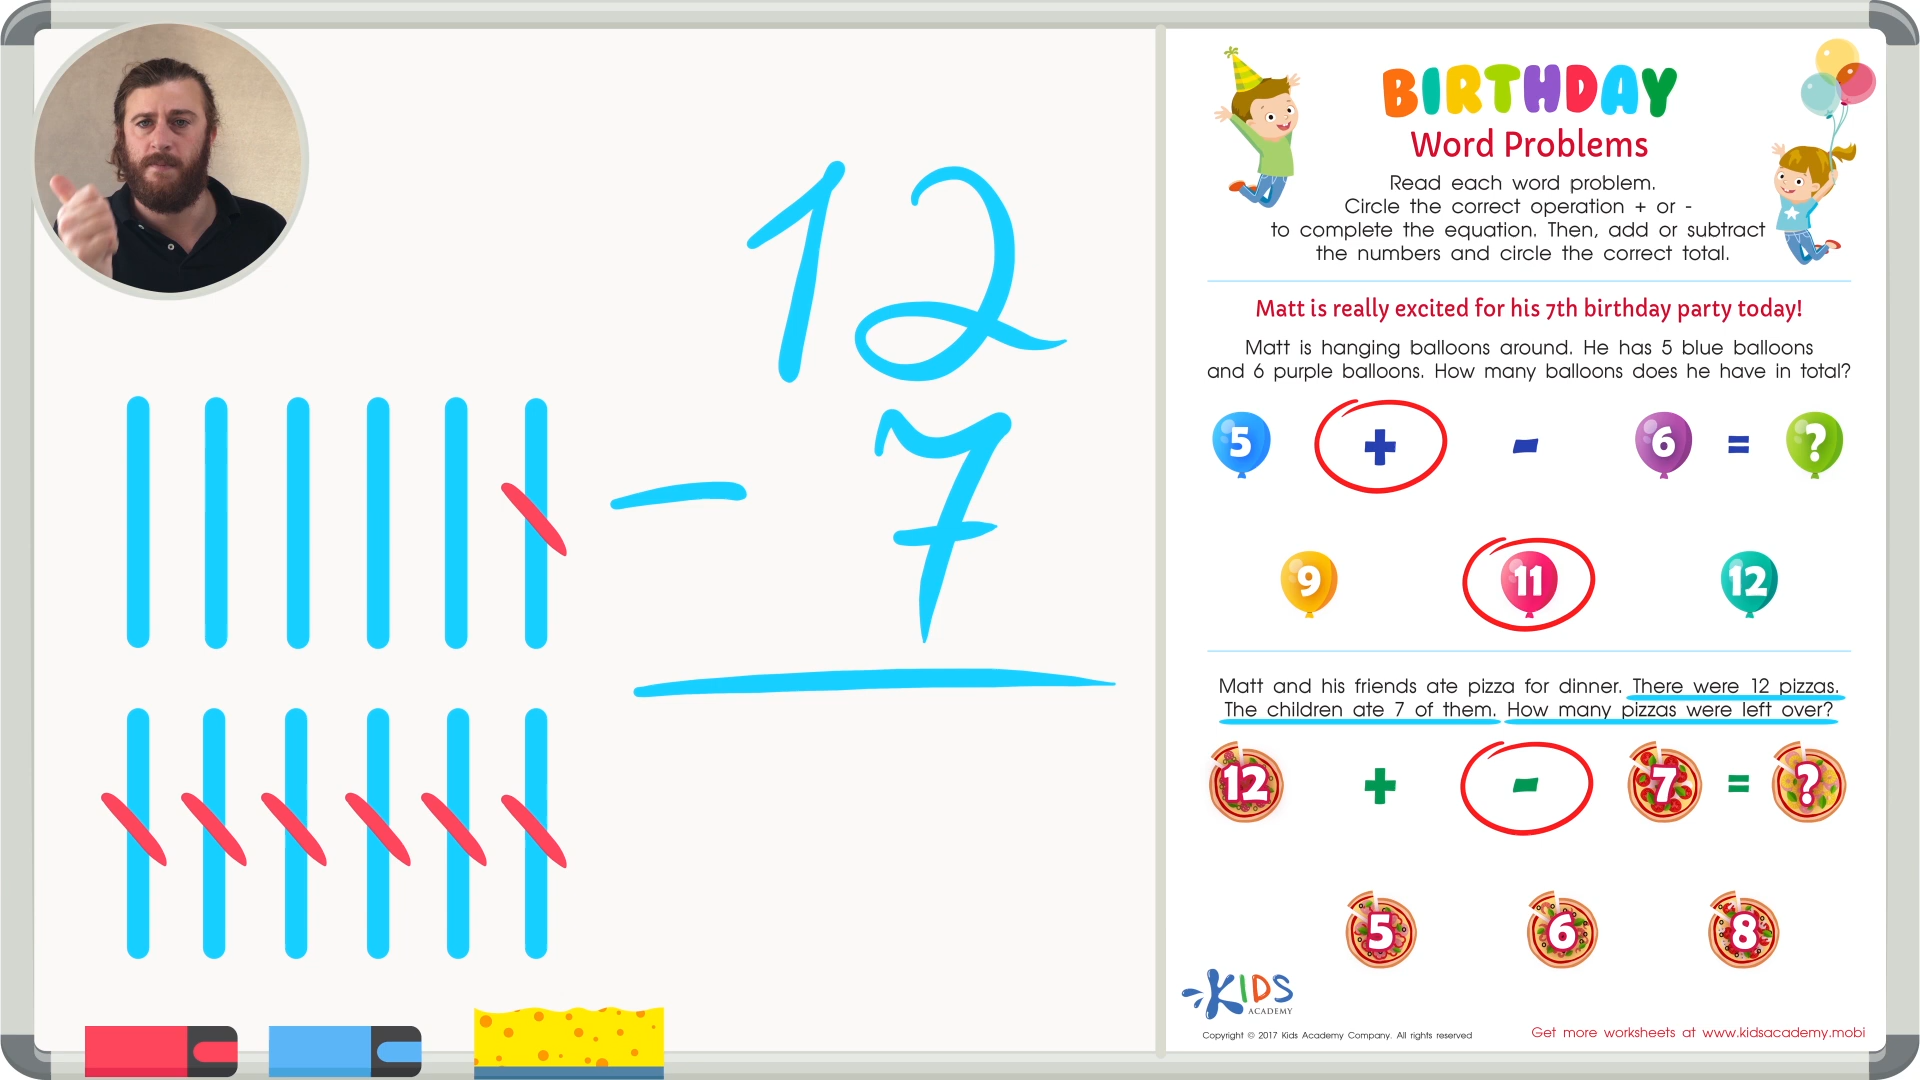 12
- 7
BIRTHDAY
Word Problems
Read each word problem.
Circle the correct operation + or -
to complete the equation. Then, add or subtract
the numbers and circle the correct total.
Matt is really excited for his 7th birthday party today!
Matt is hanging balloons around. He has 5 blue balloons
and 6 purple balloons. How many balloons does he have in total?
5 + - 6 = ?
9 11 12
Matt and his friends ate pizza for dinner. There were 12 pizzas.
The children ate 7 of them. How many pizzas were left over?
12 + - 7 = ?
5 6 8
KIDS
ACADEMY
Copyright © 2017 Kids Academy Company. All rights reserved
Get more worksheets at www.kidsacademy.mobi